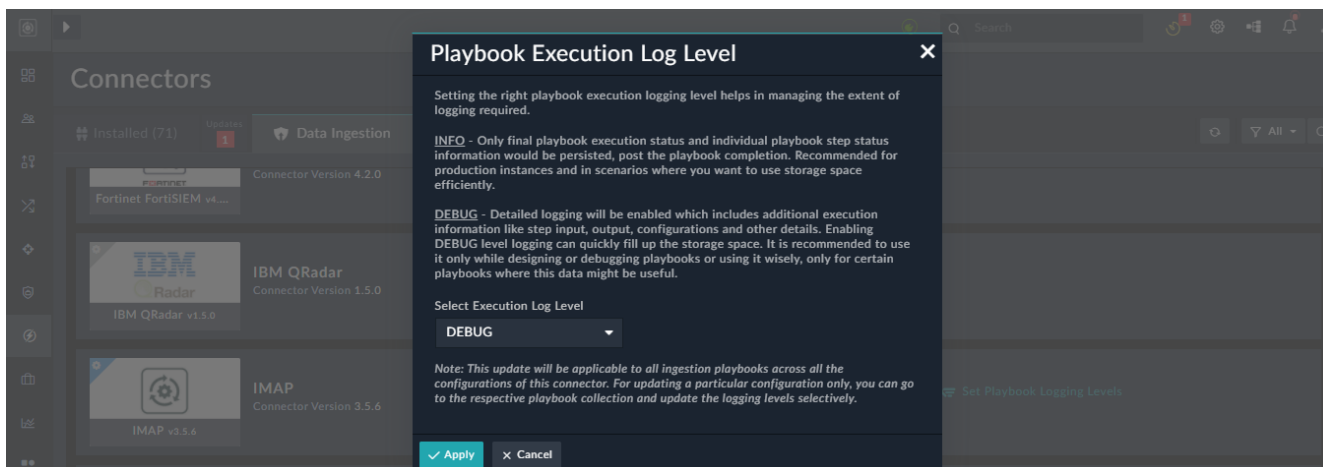 Search
1
Connectors
Installed (71)
Updates
1
Data Ingestion
All
FORTINET
Fortinet FortiSIEM v4....
Connector Version 4.2.0
IBM
Radar
IBM QRadar v1.5.0
IBM QRadar
Connector Version 1.5.0
IMAP v3.5.6
IMAP
Connector Version 3.5.6
Set Playbook Logging Levels
Playbook Execution Log Level
Setting the right playbook execution logging level helps in managing the extent of
logging required.
INFO - Only final playbook execution status and individual playbook step status
information would be persisted, post the playbook completion. Recommended for
production instances and in scenarios where you want to use storage space
efficiently.
DEBUG - Detailed logging will be enabled which includes additional execution
information like step input, output, configurations and other details. Enabling
DEBUG level logging can quickly fill up the storage space. It is recommended to use
it only while designing or debugging playbooks or using it wisely, only for certain
playbooks where this data might be useful.
Select Execution Log Level
DEBUG
Note: This update will be applicable to all ingestion playbooks across all the
configurations of this connector. For updating a particular configuration only, you can go
to the respective playbook collection and update the logging levels selectively.
Apply
Cancel